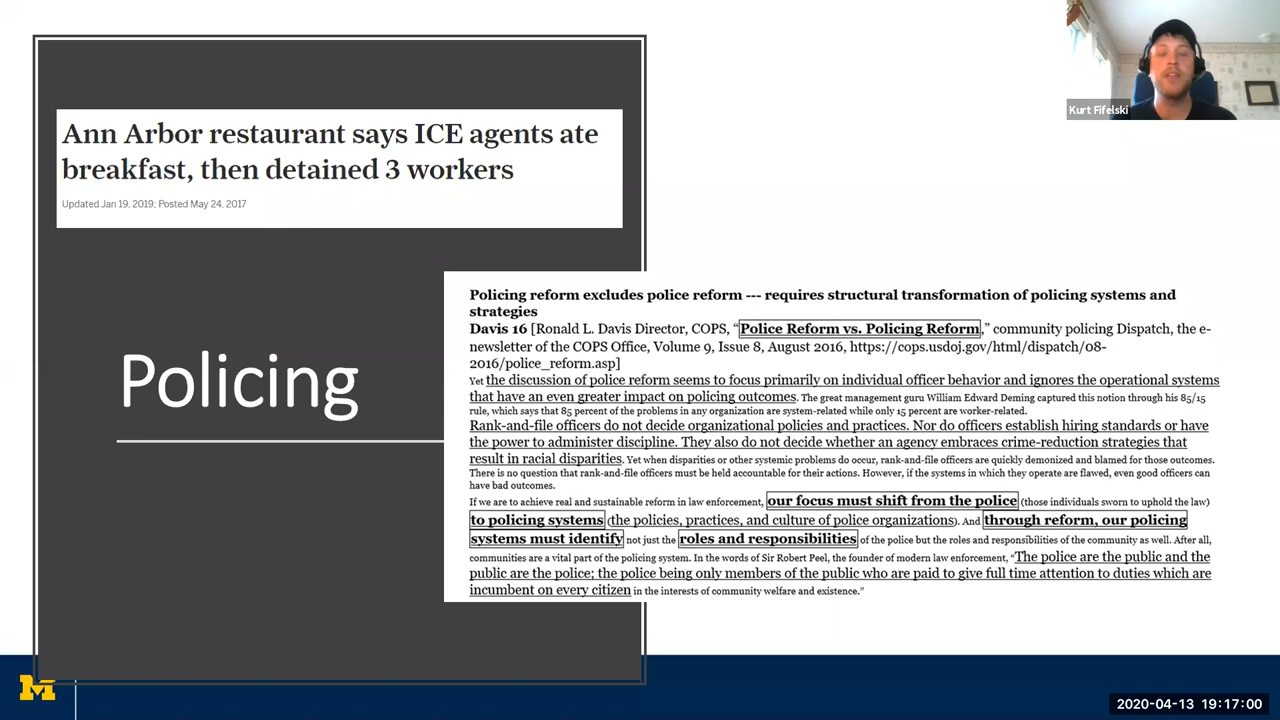 Ann Arbor restaurant says ICE agents ate
breakfast, then detained 3 workers
Updated Jan 19, 2019; Posted May 24, 2017
Policing
Policing reform excludes police reform --- requires structural transformation of policing systems and
strategies
Davis 16 [Ronald L. Davis Director, COPS, “Police Reform vs. Policing Reform,” community policing Dispatch, the e-
newsletter of the COPS Office, Volume 9, Issue 8, August 2016, https://cops.usdoj.gov/html/dispatch/08-
2016/police_reform.asp]
Yet the discussion of police reform seems to focus primarily on individual officer behavior and ignores the operational systems
that have an even greater impact on policing outcomes. The great management guru William Edward Deming captured this notion through his 85/15
rule, which says that 85 percent of the problems in any organization are system-related while only 15 percent are worker-related.
Rank-and-file officers do not decide organizational policies and practices. Nor do officers establish hiring standards or have
the power to administer discipline. They also do not decide whether an agency embraces crime-reduction strategies that
result in racial disparities. Yet when disparities or other systemic problems do occur, rank-and-file officers are quickly demonized and blamed for those outcomes.
There is no question that rank-and-file officers must be held accountable for their actions. However, if the systems in which they operate are flawed, even good officers can
have bad outcomes.
If we are to achieve real and sustainable reform in law enforcement, our focus must shift from the police (those individuals sworn to uphold the law)
to policing systems (the policies, practices, and culture of police organizations). And through reform, our policing
systems must identify not just the roles and responsibilities of the police but the roles and responsibilities of the community as well. After all,
communities are a vital part of the policing system. In the words of Sir Robert Peel, the founder of modern law enforcement, “The police are the public and the
public are the police; the police being only members of the public who are paid to give full time attention to duties which are
incumbent on every citizen in the interests of community welfare and existence.”
Kurt Fifelski
M
2020-04-13 19:17:00